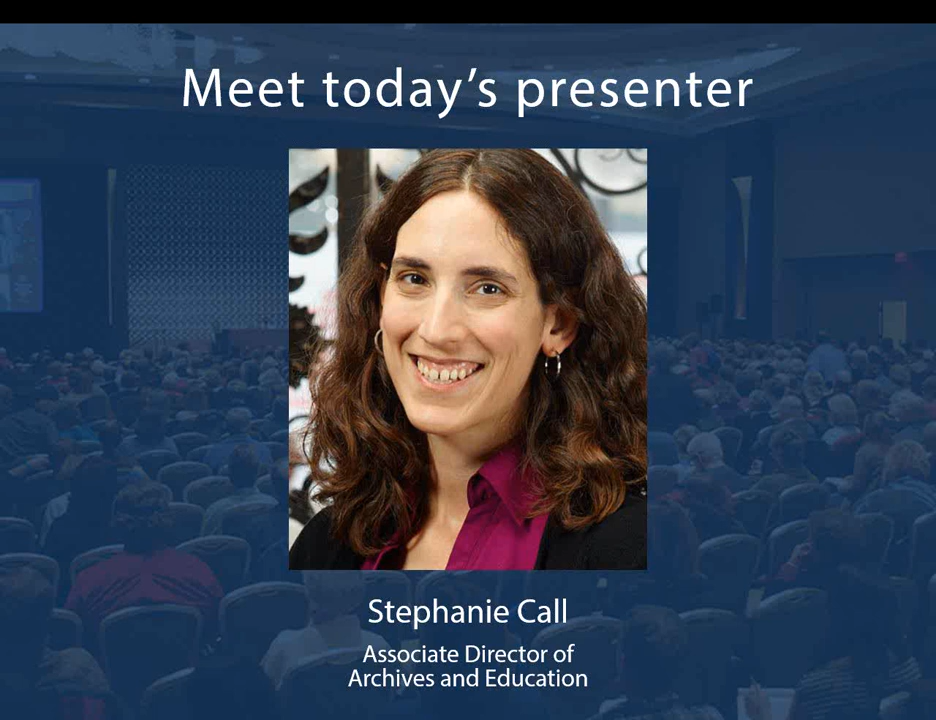 Meet today’s presenter
Stephanie Call
Associate Director of
Archives and Education